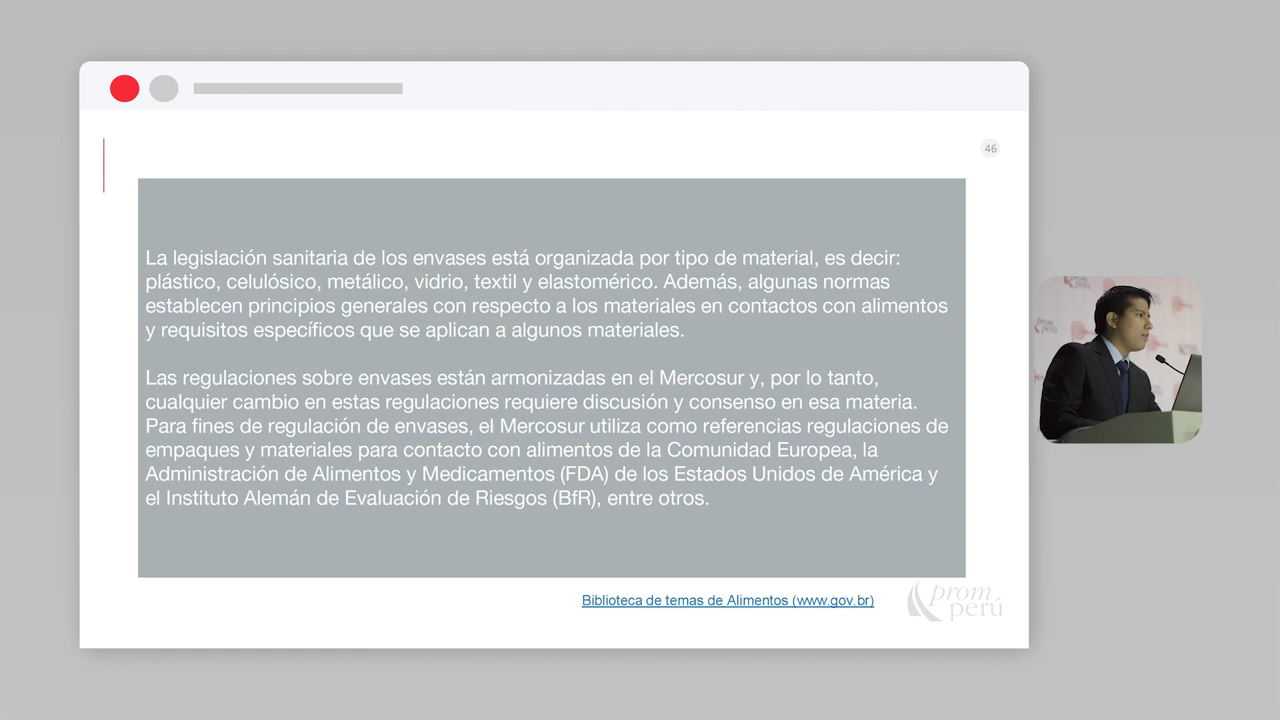 46
La legislación sanitaria de los envases está organizada por tipo de material, es decir:
plástico, celulósico, metálico, vidrio, textil y elastomérico. Además, algunas normas
establecen principios generales con respecto a los materiales en contactos con alimentos
y requisitos específicos que se aplican a algunos materiales.
Las regulaciones sobre envases están armonizadas en el Mercosur y, por lo tanto,
cualquier cambio en estas regulaciones requiere discusión y consenso en esa materia.
Para fines de regulación de envases, el Mercosur utiliza como referencias regulaciones de
empaques y materiales para contacto con alimentos de la Comunidad Europea, la
Administración de Alimentos y Medicamentos (FDA) de los Estados Unidos de América y
el Instituto Alemán de Evaluación de Riesgos (BfR), entre otros.
Biblioteca de temas de Alimentos (www.gov.br)
prom
perú